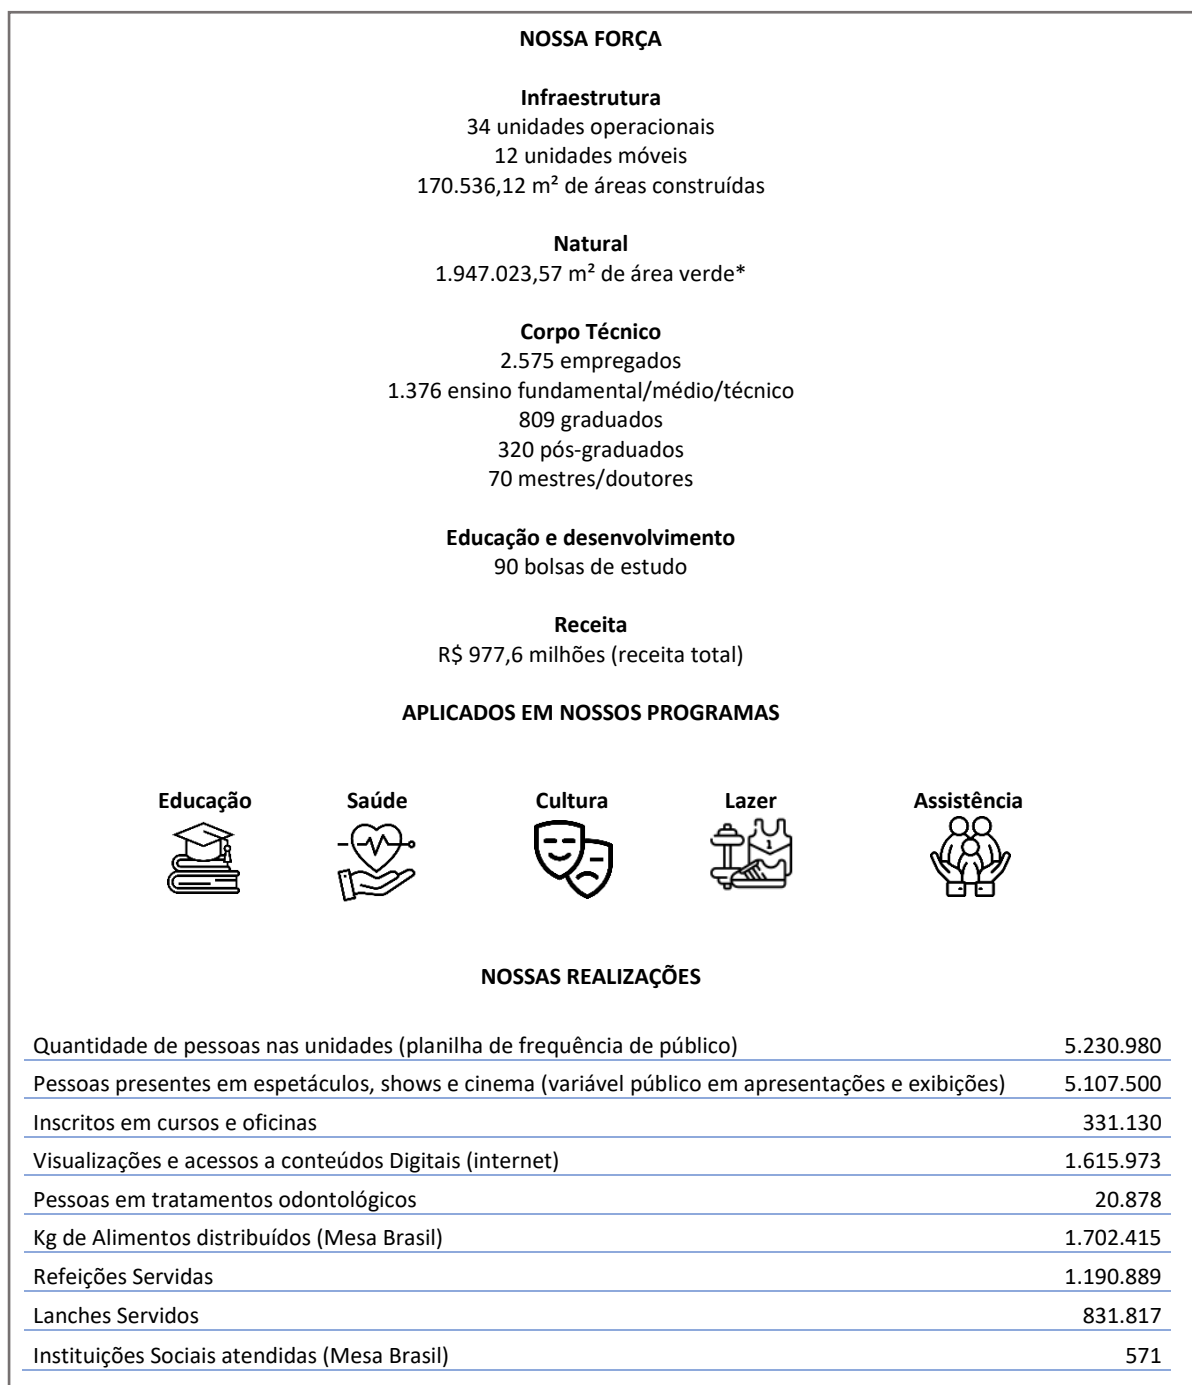 NOSSA FORÇA
Infraestrutura
34 unidades operacionais
12 unidades móveis
170.536,12 m² de áreas construídas
Natural
1.947.023,57 m² de área verde*
Corpo Técnico
2.575 empregados
1.376 ensino fundamental/médio/técnico
809 graduados
320 pós-graduados
70 mestres/doutores
Educação e desenvolvimento
90 bolsas de estudo
Receita
R$ 977,6 milhões (receita total)
APLICADOS EM NOSSOS PROGRAMAS
Educação Saúde Cultura Lazer Assistência
1
NOSSAS REALIZAÇÕES
Quantidade de pessoas nas unidades (planilha de frequência de público) 5.230.980
Pessoas presentes em espetáculos, shows e cinema (variável público em apresentações e exibições) 5.107.500
Inscritos em cursos e oficinas 331.130
Visualizações e acessos a conteúdos Digitais (internet) 1.615.973
Pessoas em tratamentos odontológicos 20.878
Kg de Alimentos distribuídos (Mesa Brasil) 1.702.415
Refeições Servidas 1.190.889
Lanches Servidos 831.817
Instituições Sociais atendidas (Mesa Brasil) 571